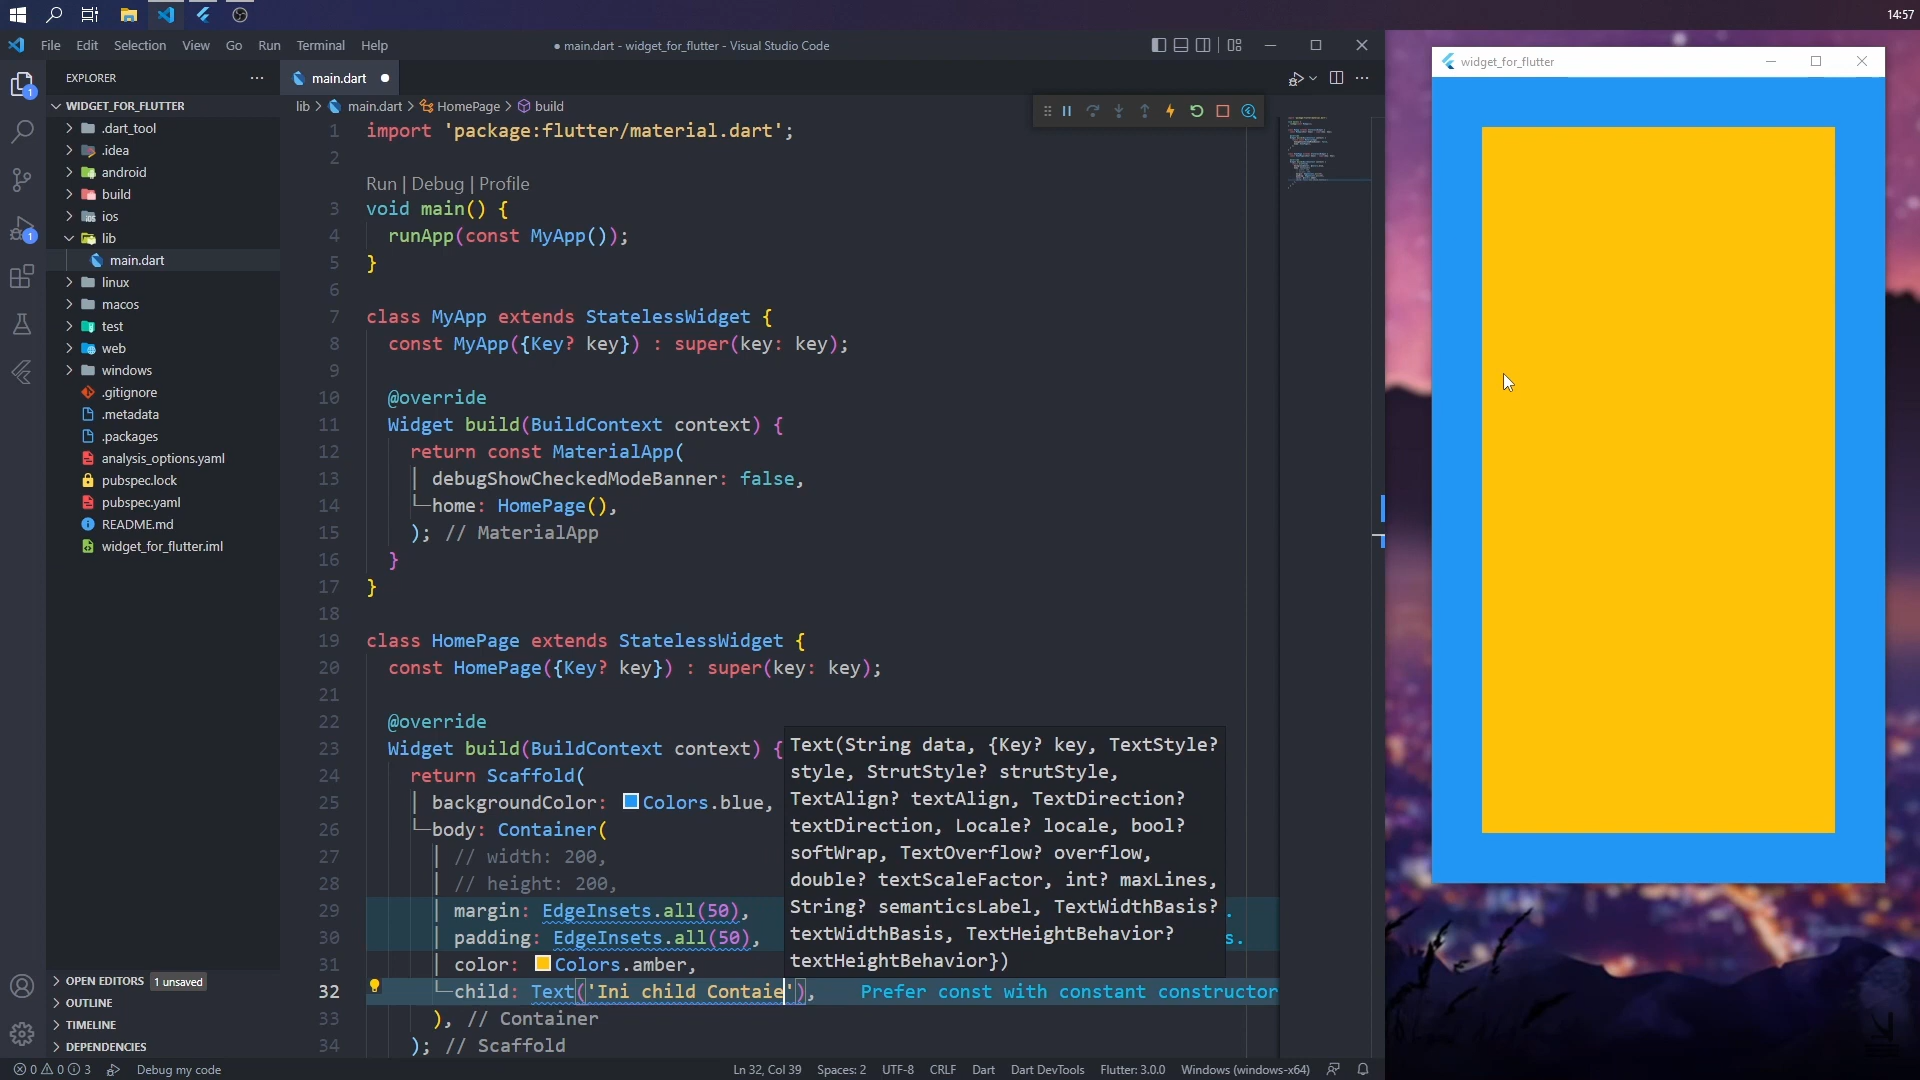 14:57
File Edit Selection View Go Run Terminal Help
● main.dart - widget_for_flutter - Visual Studio Code
widget_for_flutter
EXPLORER
main.dart
WIDGET_FOR_FLUTTER
lib > main.dart > HomePage > build
.dart_tool
.idea
android
build
ios
lib
main.dart
linux
macos
test
web
windows
.gitignore
.metadata
.packages
analysis_options.yaml
pubspec.lock
pubspec.yaml
README.md
widget_for_flutter.iml
OPEN EDITORS 1 unsaved
OUTLINE
TIMELINE
DEPENDENCIES
1 import 'package:flutter/material.dart';
2
Run | Debug | Profile
3 void main() {
4 runApp(const MyApp());
5 }
6
7 class MyApp extends StatelessWidget {
8 const MyApp({Key? key}) : super(key: key);
9
10 @override
11 Widget build(BuildContext context) {
12 return const MaterialApp(
13 debugShowCheckedModeBanner: false,
14 home: HomePage(),
15 ); // MaterialApp
16 }
17 }
18
19 class HomePage extends StatelessWidget {
20 const HomePage({Key? key}) : super(key: key);
21
22 @override
23 Widget build(BuildContext context) {
24 return Scaffold(
25 backgroundColor: Colors.blue,
26 body: Container(
27 // width: 200,
28 // height: 200,
29 margin: EdgeInsets.all(50),
30 padding: EdgeInsets.all(50),
31 color: Colors.amber,
32 child: Text('Ini child Contaie'), Prefer const with constant constructor
33 ), // Container
34 ); // Scaffold
Text(String data, {Key? key, TextStyle?
style, StrutStyle? strutStyle,
TextAlign? textAlign, TextDirection?
textDirection, Locale? locale, bool?
softWrap, TextOverflow? overflow,
double? textScaleFactor, int? maxLines,
String? semanticsLabel, TextWidthBasis?
textWidthBasis, TextHeightBehavior?
textHeightBehavior})
s.
1
1
0 0 3 Debug my code Ln 32, Col 39 Spaces: 2 UTF-8 CRLF Dart Dart DevTools Flutter: 3.0.0 Windows (windows-x64)